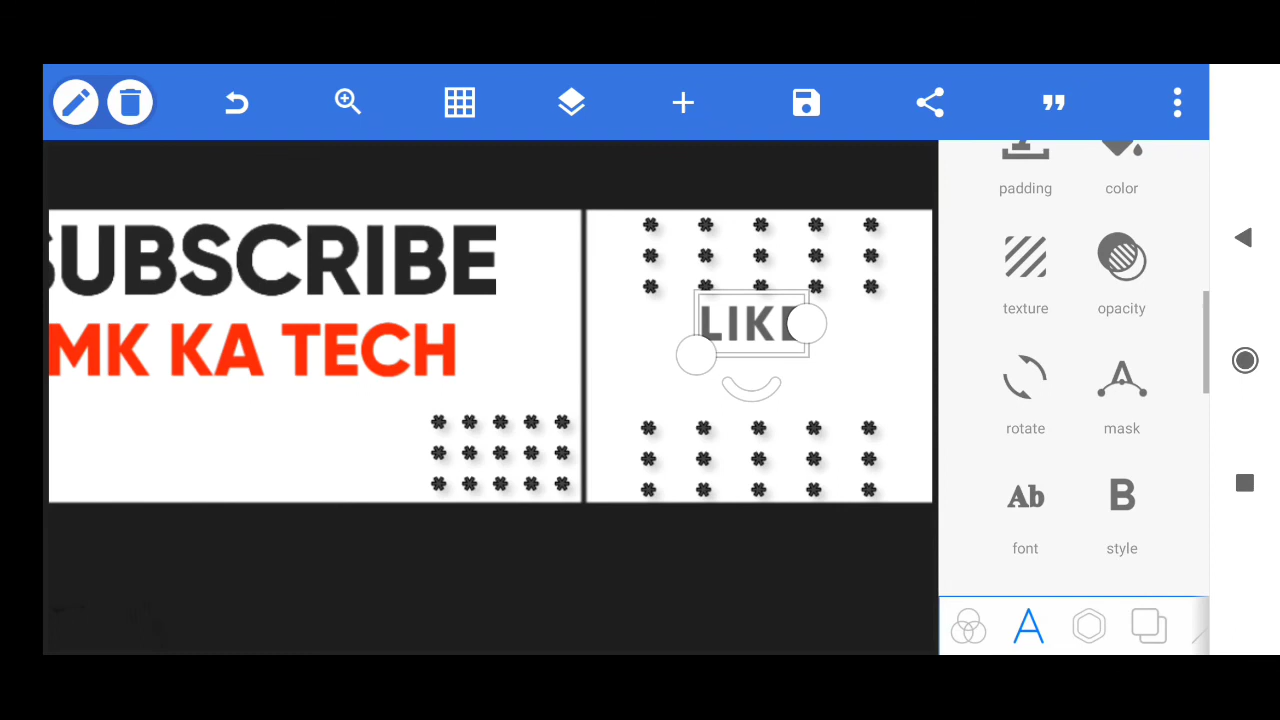 padding
color
SUBSCRIBE
MK KA TECH
LIKE
texture
opacity
rotate
mask
Ab
B
font
style